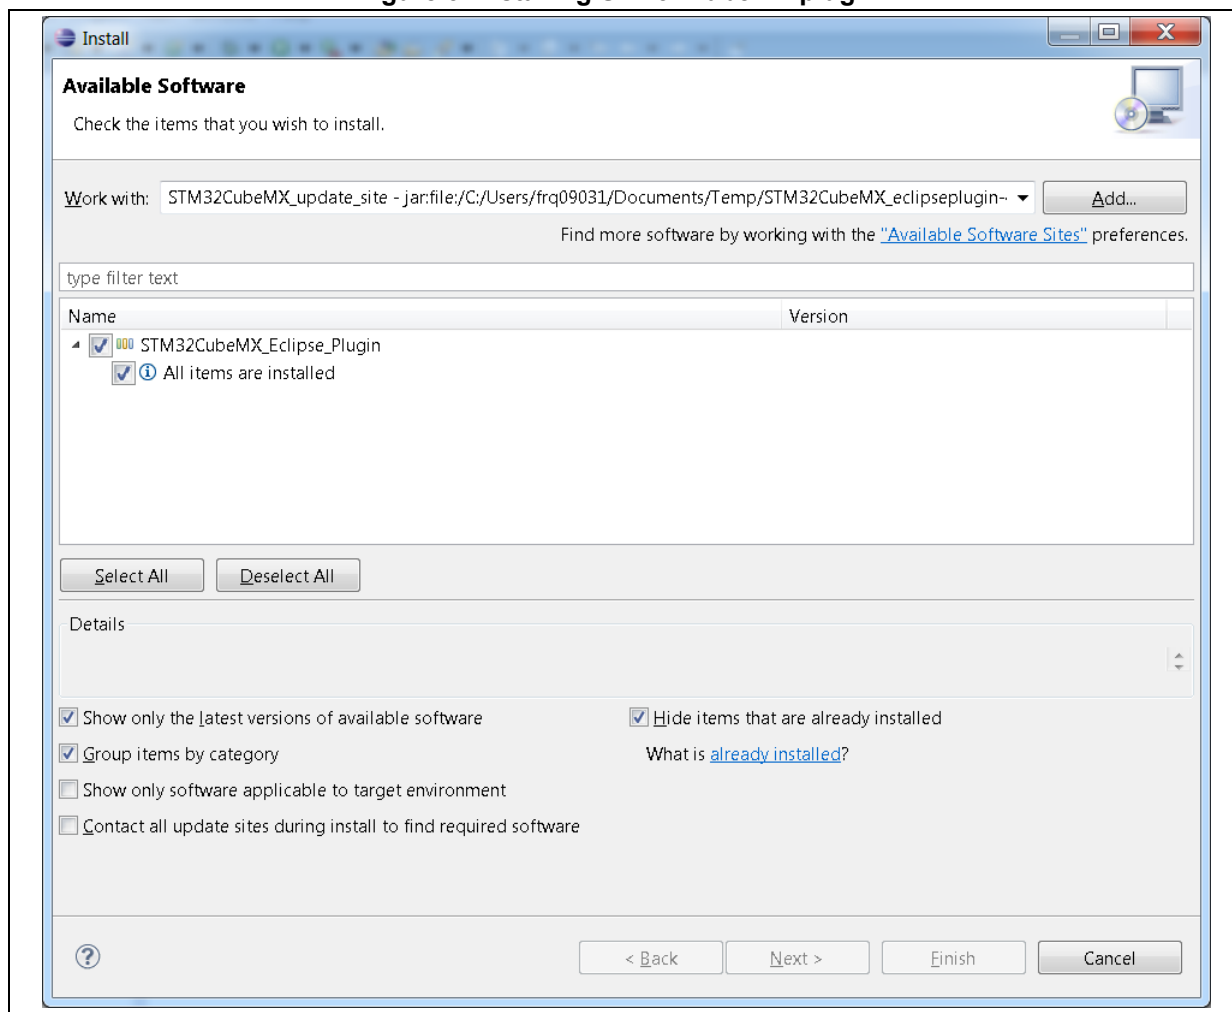 Install
Available Software
Check the items that you wish to install.
Work with: STM32CubeMX_update_site - jar:file:/C:/Users/frq09031/Documents/Temp/STM32CubeMX_eclipseplugin~ Add...
Find more software by working with the "Available Software Sites" preferences.
type filter text
Name Version
STM32CubeMX_Eclipse_Plugin
All items are installed
Select All Deselect All
Details
Show only the latest versions of available software Hide items that are already installed
Group items by category What is already installed?
Show only software applicable to target environment
Contact all update sites during install to find required software
< Back Next > Finish Cancel